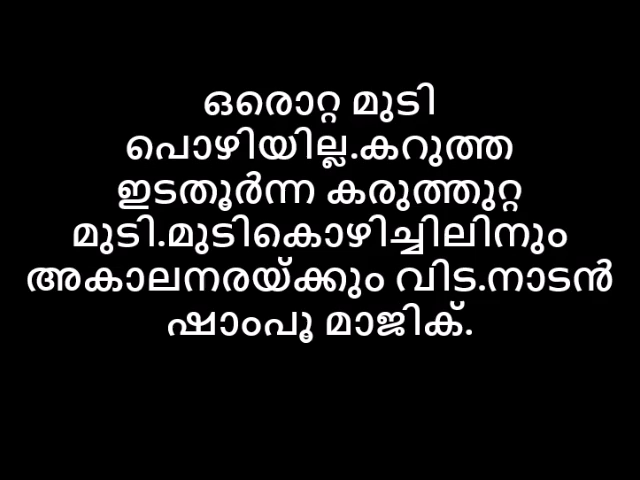 ഒരൊറ്റ മുടി
പൊഴിയില്ല.കറുത്ത
ഇടതൂർന്ന കരുത്തുറ്റ
മുടി.മുടികൊഴിച്ചിലിനും
അകാലനരയ്ക്കും വിട.നാടൻ
ഷാംപൂ മാജിക്.